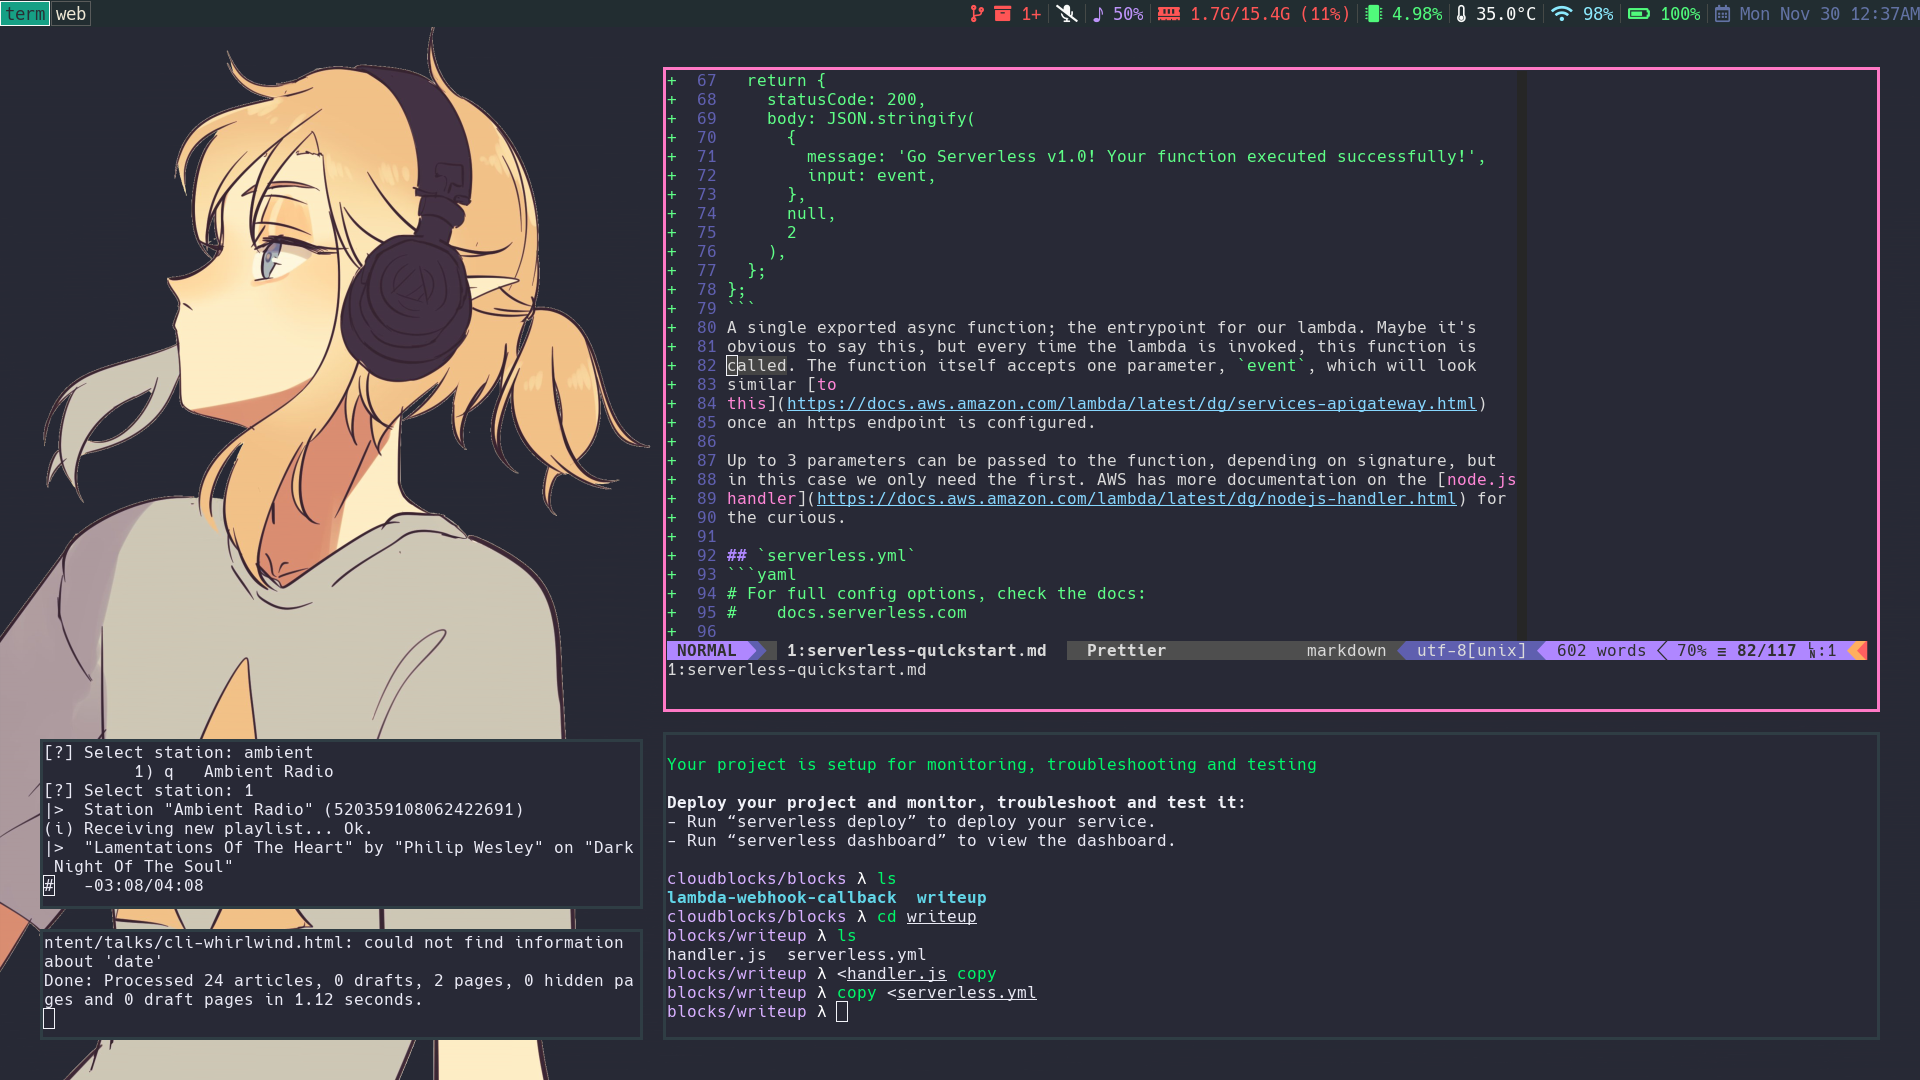 term web
1+ 50% 1.7G/15.4G (11%) 4.98% 35.0°C 98% 100% Mon Nov 30 12:37AM
+ 67   return {
+ 68     statusCode: 200,
+ 69     body: JSON.stringify(
+ 70       {
+ 71         message: 'Go Serverless v1.0! Your function executed successfully!',
+ 72         input: event,
+ 73       },
+ 74       null,
+ 75       2
+ 76     ),
+ 77   };
+ 78 };
+ 79 ```
+ 80 A single exported async function; the entrypoint for our lambda. Maybe it's
+ 81 obvious to say this, but every time the lambda is invoked, this function is
+ 82 called. The function itself accepts one parameter, `event`, which will look
+ 83 similar [to
+ 84 this](https://docs.aws.amazon.com/lambda/latest/dg/services-apigateway.html)
+ 85 once an https endpoint is configured.
+ 86
+ 87 Up to 3 parameters can be passed to the function, depending on signature, but
+ 88 in this case we only need the first. AWS has more documentation on the [node.js
+ 89 handler](https://docs.aws.amazon.com/lambda/latest/dg/nodejs-handler.html) for
+ 90 the curious.
+ 91
+ 92 ## `serverless.yml`
+ 93 ```yaml
+ 94 # For full config options, check the docs:
+ 95 #    docs.serverless.com
+ 96
NORMAL 1:serverless-quickstart.md Prettier markdown utf-8[unix] 602 words 70% ≡ 82/117 ㏑:1
1:serverless-quickstart.md
[?] Select station: ambient
1) q   Ambient Radio
[?] Select station: 1
|>  Station "Ambient Radio" (520359108062422691)
(i) Receiving new playlist... Ok.
|>  "Lamentations Of The Heart" by "Philip Wesley" on "Dark
Night Of The Soul"
#   -03:08/04:08
ntent/talks/cli-whirlwind.html: could not find information
about 'date'
Done: Processed 24 articles, 0 drafts, 2 pages, 0 hidden pa
ges and 0 draft pages in 1.12 seconds.
Your project is setup for monitoring, troubleshooting and testing
Deploy your project and monitor, troubleshoot and test it:
- Run “serverless deploy” to deploy your service.
- Run “serverless dashboard” to view the dashboard.
cloudblocks/blocks λ ls
lambda-webhook-callback  writeup
cloudblocks/blocks λ cd writeup
blocks/writeup λ ls
handler.js  serverless.yml
blocks/writeup λ <handler.js copy
blocks/writeup λ copy <serverless.yml
blocks/writeup λ